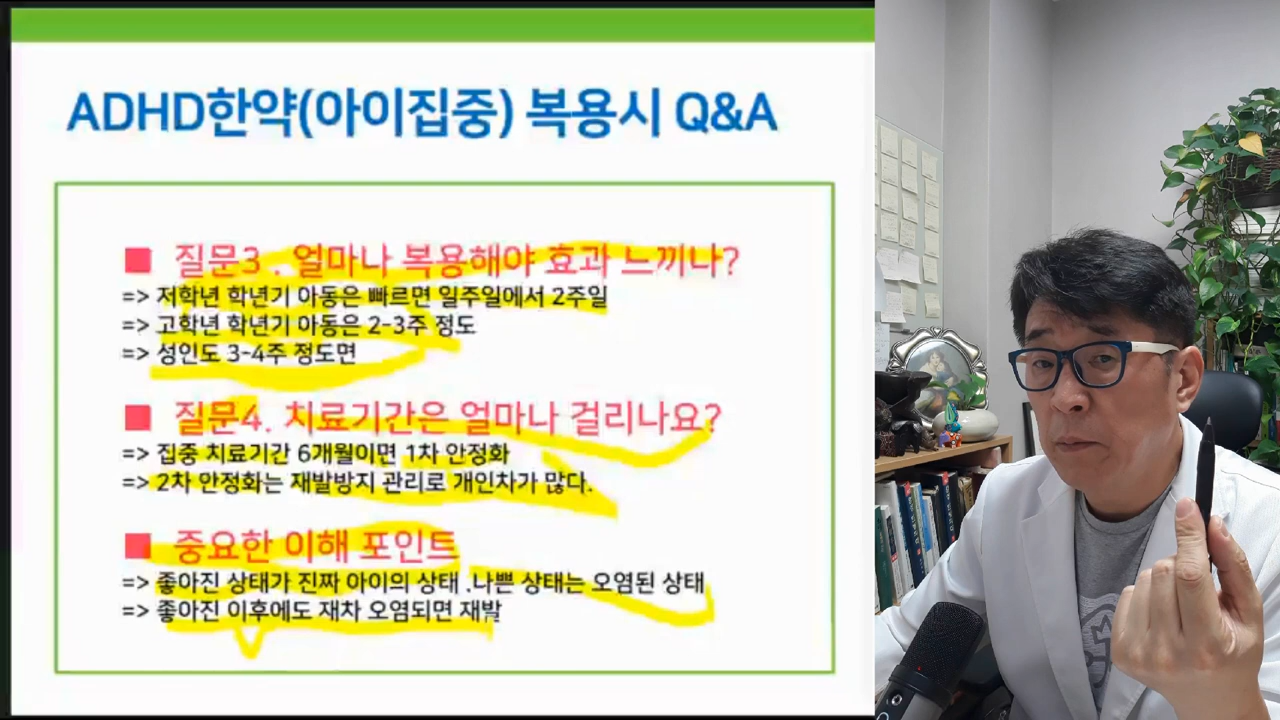 ADHD한약(아이집중) 복용시 Q&A
■ 질문3 . 얼마나 복용해야 효과 느끼나?
=> 저학년 학년기 아동은 빠르면 일주일에서 2주일
=> 고학년 학년기 아동은 2-3주 정도
=> 성인도 3-4주 정도면
■ 질문4. 치료기간은 얼마나 걸리나요?
=> 집중 치료기간 6개월이면 1차 안정화
=> 2차 안정화는 재발방지 관리로 개인차가 많다.
■ 중요한 이해 포인트
=> 좋아진 상태가 진짜 아이의 상태 .나쁜 상태는 오염된 상태
=> 좋아진 이후에도 재차 오염되면 재발